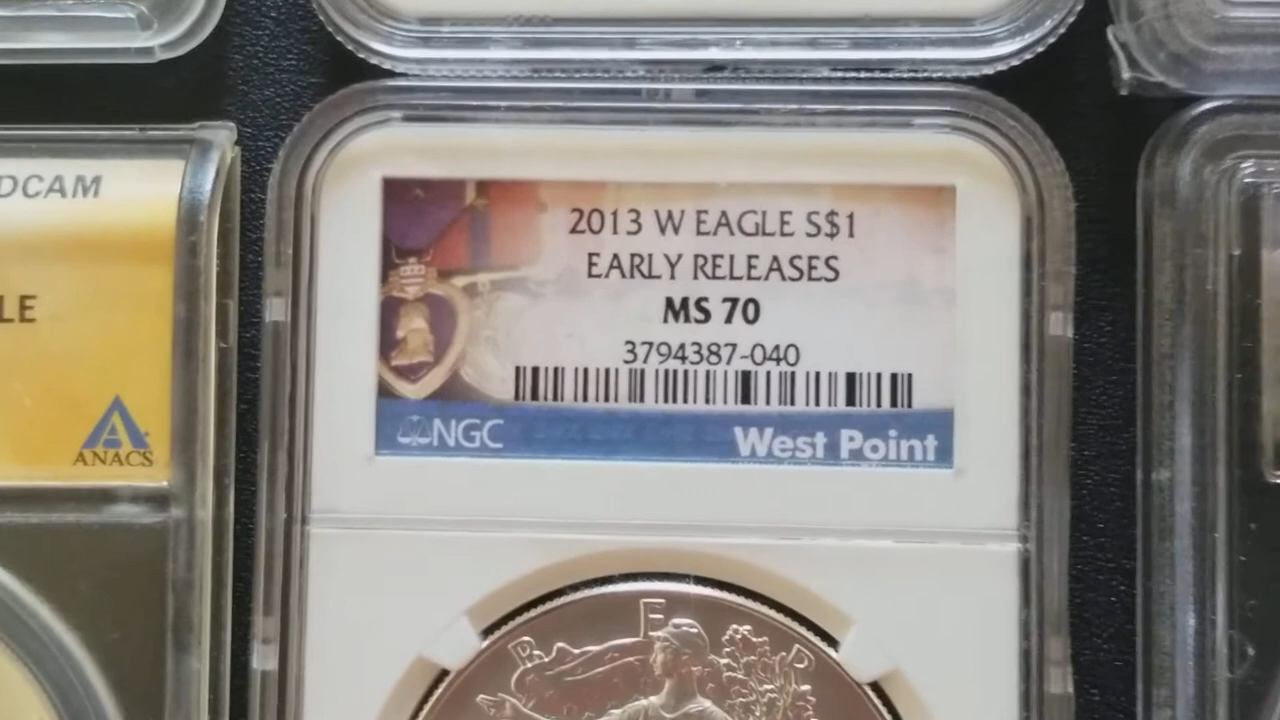 DCAM
LE
ANACS
2013 W EAGLE S$1
EARLY RELEASES
MS 70
3794387-040
NGC
West Point
E
R
D